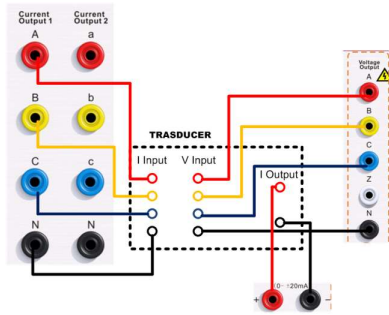 Current Output 1
Current Output 2
A
a
B
b
C
c
N
N
TRASDUCER
I Input
V Input
I Output
Voltage Output
A
B
C
Z
N
0- ±20mA
+
-